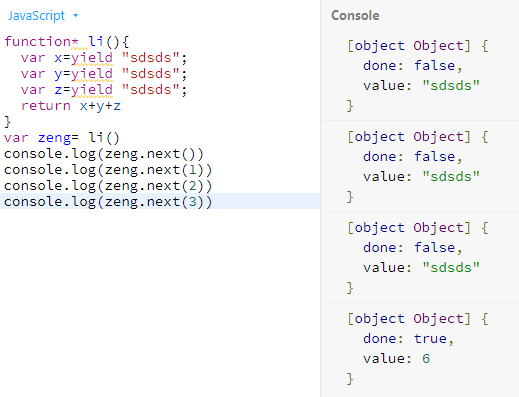 JavaScript
function* li(){
  var x=yield "sdsds";
  var y=yield "sdsds";
  var z=yield "sdsds";
  return x+y+z
}
var zeng= li()
console.log(zeng.next())
console.log(zeng.next(1))
console.log(zeng.next(2))
console.log(zeng.next(3))
Console
[object Object] {
  done: false,
  value: "sdsds"
}
[object Object] {
  done: false,
  value: "sdsds"
}
[object Object] {
  done: false,
  value: "sdsds"
}
[object Object] {
  done: true,
  value: 6
}